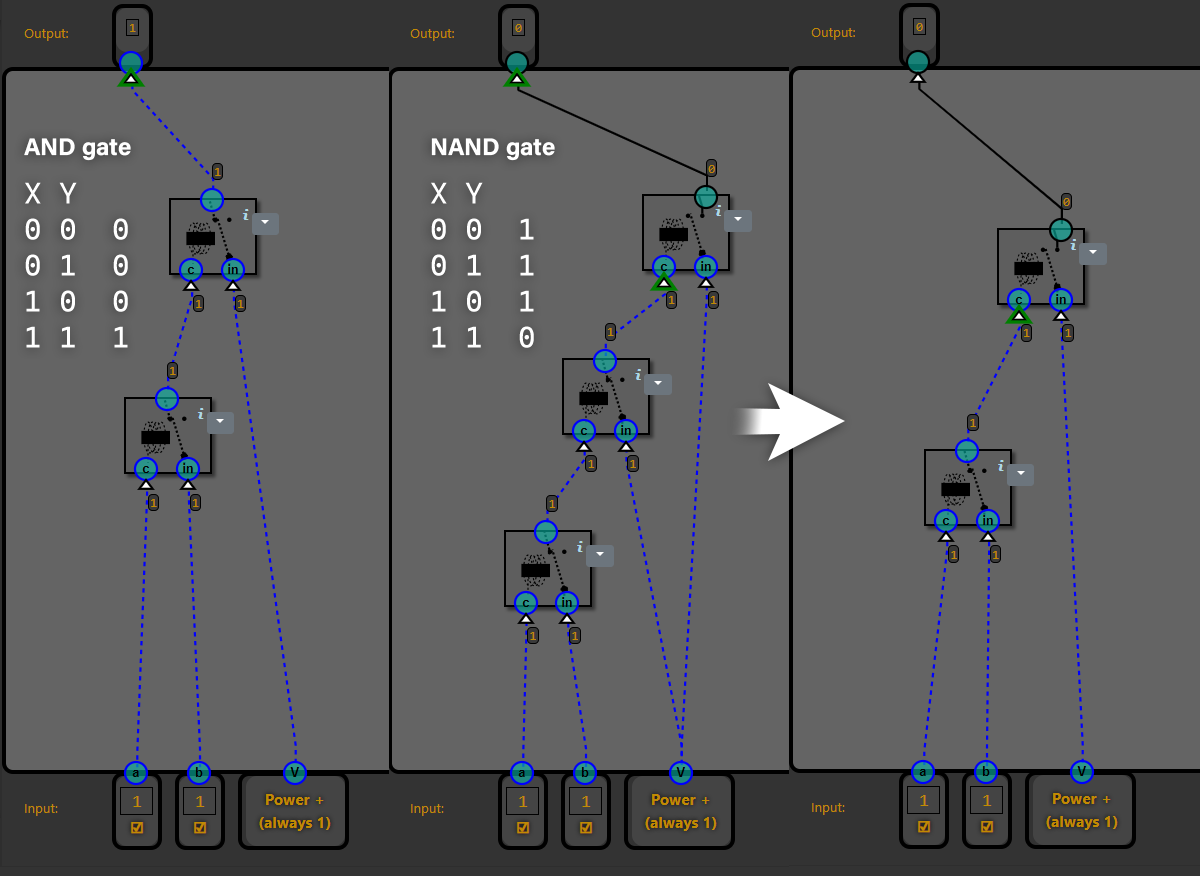 Output:
1
AND gate
X Y
0 0 0
0 1 0
1 0 0
1 1 1
1
i
c in
1 1
1
i
c in
1 1
a b V
Input:
1 1
Power +
(always 1)
Output:
0
NAND gate
X Y
0 0 1
0 1 1
1 0 1
1 1 0
0
i
c in
1 1
1
i
c in
1 1
1
i
c in
1 1
a b V
Input:
1 1
Power +
(always 1)
Output:
0
0
i
c in
1 1
1
i
c in
1 1
a b V
Input:
1 1
Power +
(always 1)